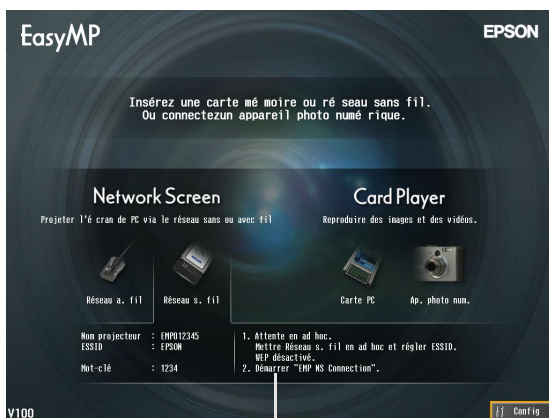 EasyMP
EPSON
Insérez une carte mé moire ou ré seau sans fil.
Ou connectezun appareil photo numé rique.
Network Screen
Projeter l'é cran de PC via le réseau sans ou avec fil
Card Player
Reproduire des images et des vidéos.
Réseau a. fil
Réseau s. fil
Carte PC
Ap. photo num.
Nom projecteur : EMP012345
ESSID : EPSON
Mot-clé : 1234
1. Attente en ad hoc.
Mettre Réseau s. fil en ad hoc et régler ESSID.
WEP désactivé.
2. Démarrer "EMP NS Connection".
V100
Config